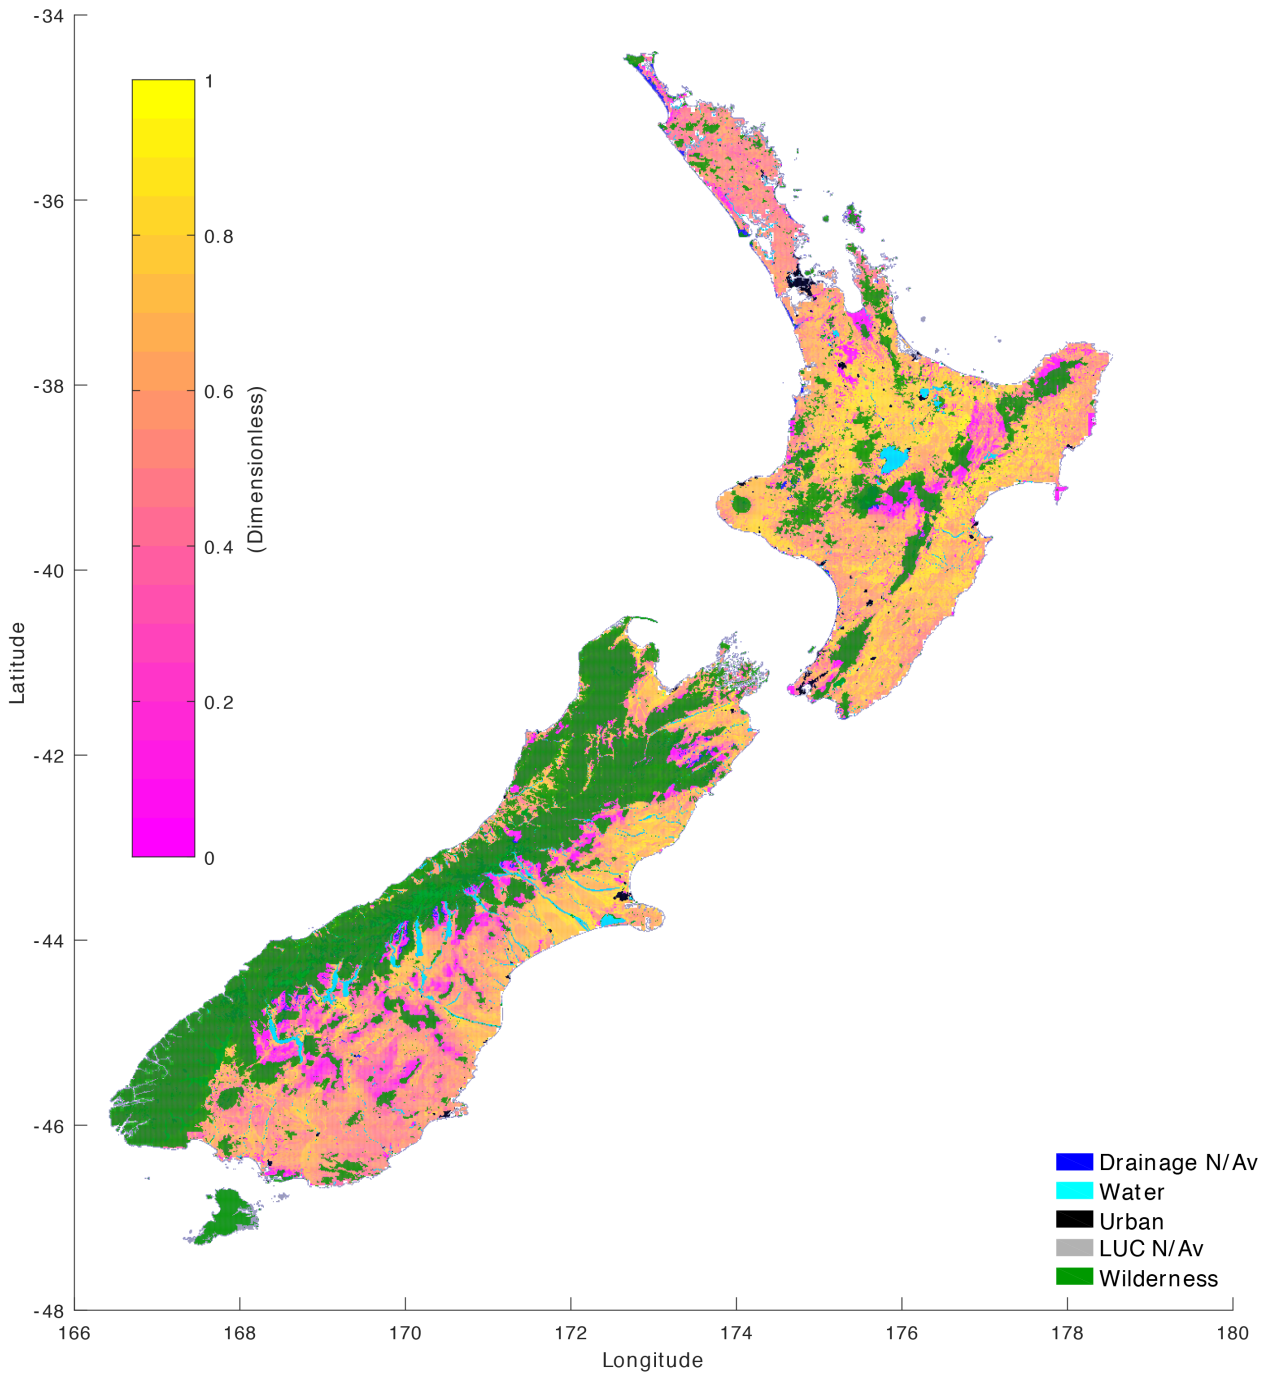 -34
-36
-38
-40
-42
-44
-46
-48
Latitude
1
0.8
0.6
0.4
0.2
0
(Dimensionless)
Drainage N/Av
Water
Urban
LUC N/Av
Wilderness
166 168 170 172 174 176 178 180
Longitude